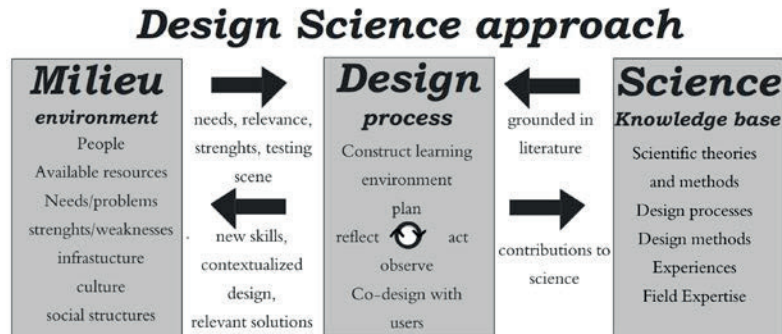 Design Science approach
Milieu
environment
People
Available resources
Needs/problems
strenghts/weaknesses
infrastucture
culture
social structures
needs, relevance,
strenghts, testing
scene
new skills,
contextualized
design,
relevant solutions
Design
process
Construct learning
environment
plan
reflect act
observe
Co-design with
users
grounded in
literature
contributions to
science
Science
Knowledge base
Scientific theories
and methods
Design processes
Design methods
Experiences
Field Expertise